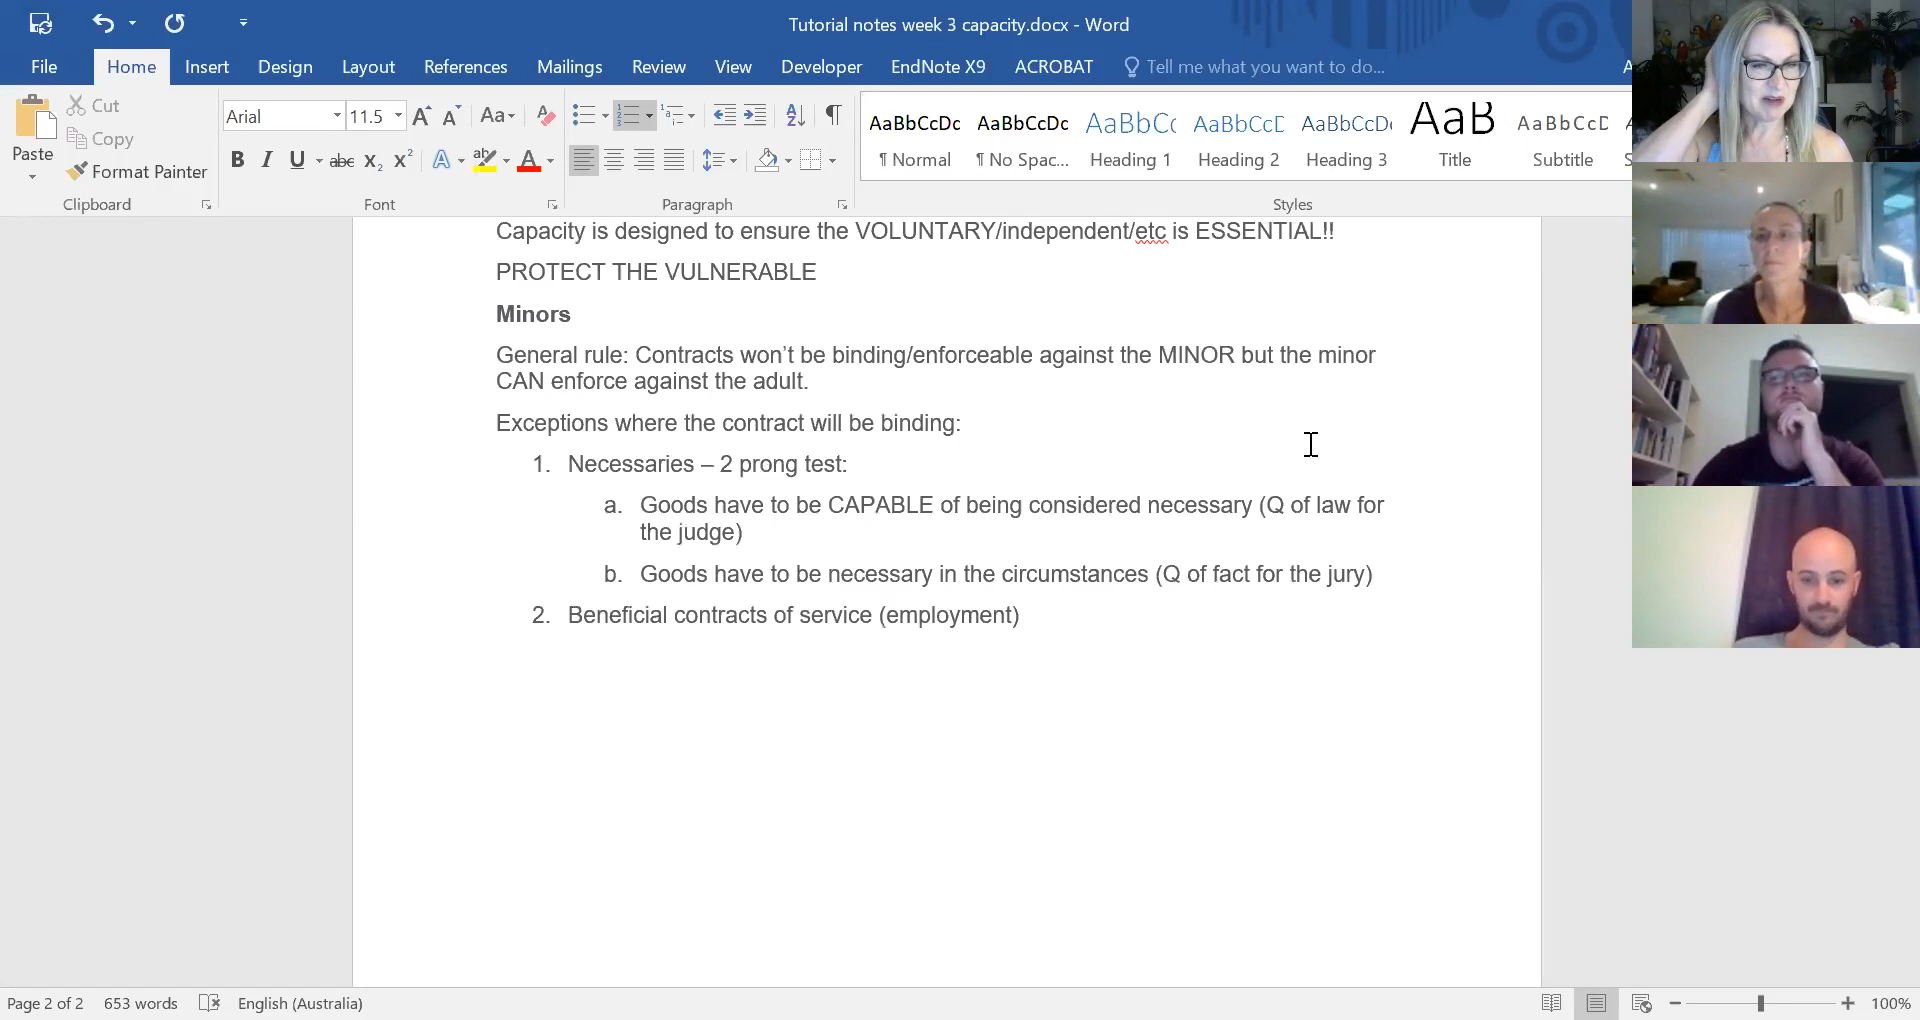 Tutorial notes week 3 capacity.docx - Word
File Home Insert Design Layout References Mailings Review View Developer EndNote X9 ACROBAT Tell me what you want to do...
Paste
Cut
Copy
Format Painter
Clipboard
Arial 11.5
Font
Paragraph
AaBbCcDc AaBbCcDc AaBbCc AaBbCcD AaBbCcD AaB AaBbCcD
¶ Normal ¶ No Spac... Heading 1 Heading 2 Heading 3 Title Subtitle
Styles
Capacity is designed to ensure the VOLUNTARY/independent/etc is ESSENTIAL!!
PROTECT THE VULNERABLE
Minors
General rule: Contracts won’t be binding/enforceable against the MINOR but the minor
CAN enforce against the adult.
Exceptions where the contract will be binding:
1. Necessaries – 2 prong test:
a. Goods have to be CAPABLE of being considered necessary (Q of law for
the judge)
b. Goods have to be necessary in the circumstances (Q of fact for the jury)
2. Beneficial contracts of service (employment)
Page 2 of 2 653 words English (Australia) 100%